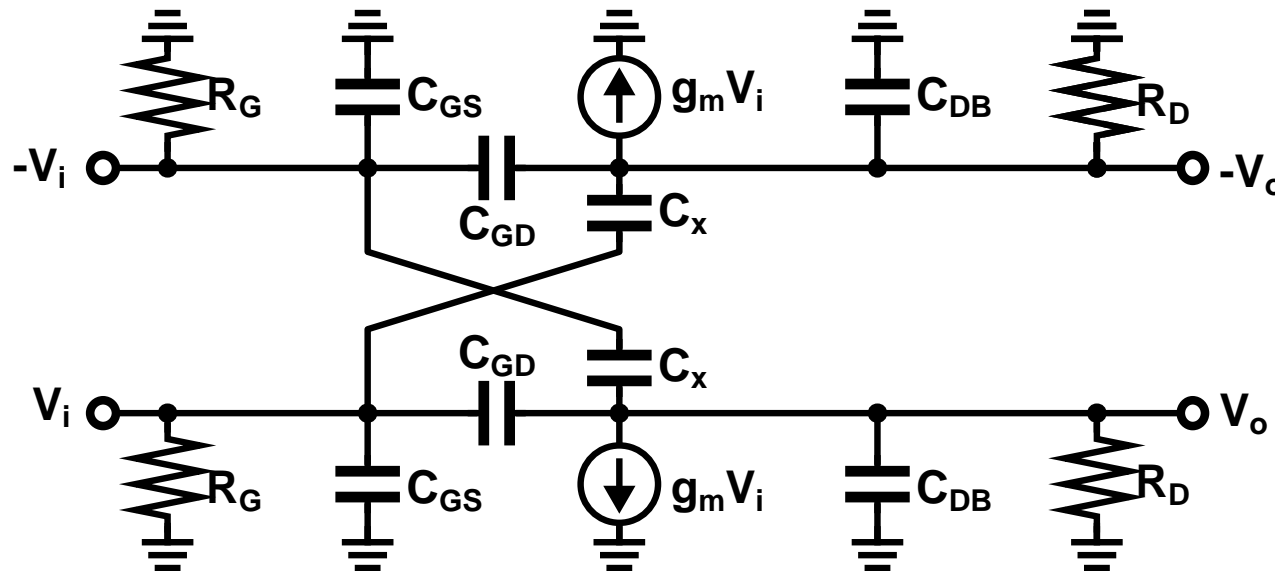 R_G
C_GS
g_mV_i
C_DB
R_D
-V_i
-V_o
C_GD
C_x
C_GD
C_x
V_i
V_o
R_G
C_GS
g_mV_i
C_DB
R_D